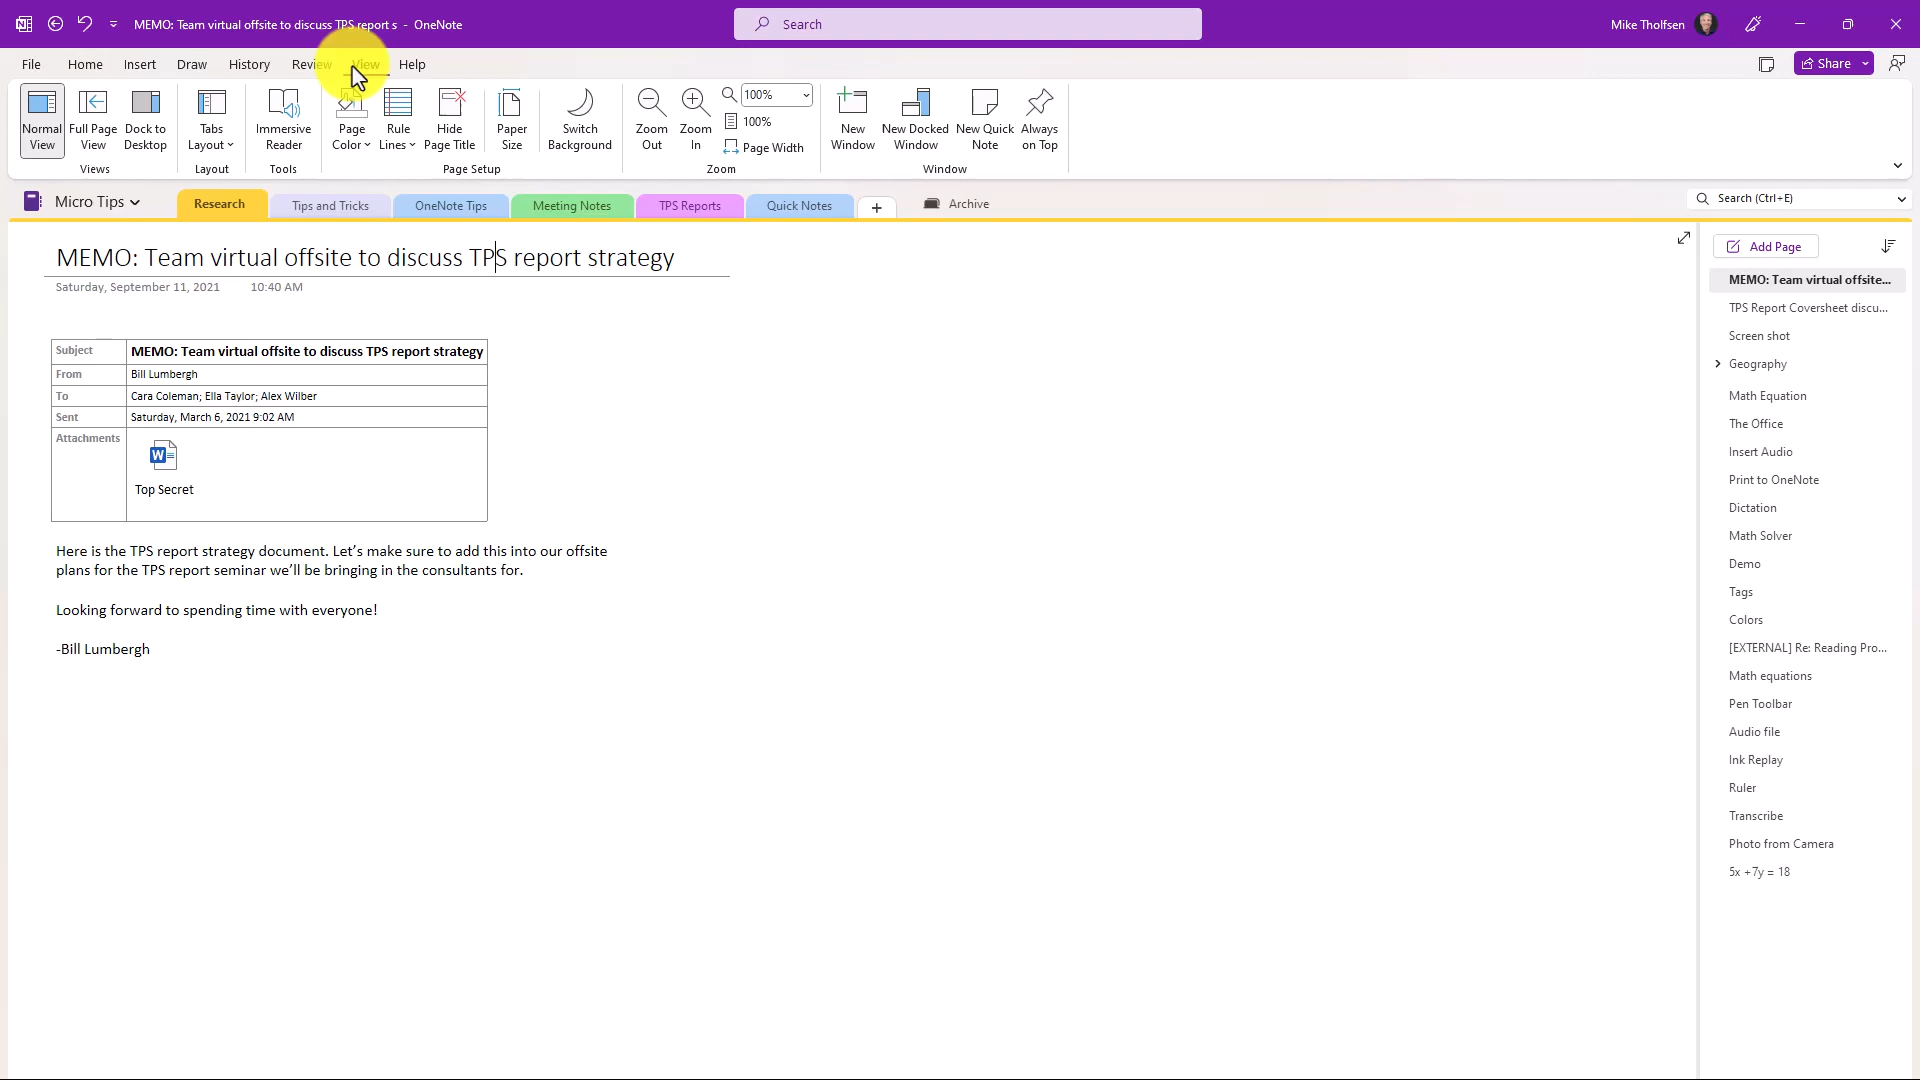 MEMO: Team virtual offsite to discuss TPS report s - OneNote
Search
Mike Tholfsen
File Home Insert Draw History Review View Help
Share
Normal View
Full Page View
Dock to Desktop
Views
Tabs Layout
Layout
Immersive Reader
Tools
Page Color
Rule Lines
Hide Page Title
Paper Size
Switch Background
Page Setup
Zoom Out
Zoom In
100%
100%
Page Width
Zoom
New Window
New Docked Window
New Quick Note
Always on Top
Window
Micro Tips
Research
Tips and Tricks
OneNote Tips
Meeting Notes
TPS Reports
Quick Notes
+
Archive
Search (Ctrl+E)
MEMO: Team virtual offsite to discuss TPS report strategy
Saturday, September 11, 2021 10:40 AM
Subject MEMO: Team virtual offsite to discuss TPS report strategy
From Bill Lumbergh
To Cara Coleman; Ella Taylor; Alex Wilber
Sent Saturday, March 6, 2021 9:02 AM
Attachments
W
Top Secret
Here is the TPS report strategy document. Let’s make sure to add this into our offsite
plans for the TPS report seminar we’ll be bringing in the consultants for.
Looking forward to spending time with everyone!
-Bill Lumbergh
Add Page
MEMO: Team virtual offsite...
TPS Report Coversheet discu...
Screen shot
Geography
Math Equation
The Office
Insert Audio
Print to OneNote
Dictation
Math Solver
Demo
Tags
Colors
[EXTERNAL] Re: Reading Pro...
Math equations
Pen Toolbar
Audio file
Ink Replay
Ruler
Transcribe
Photo from Camera
5x +7y = 18